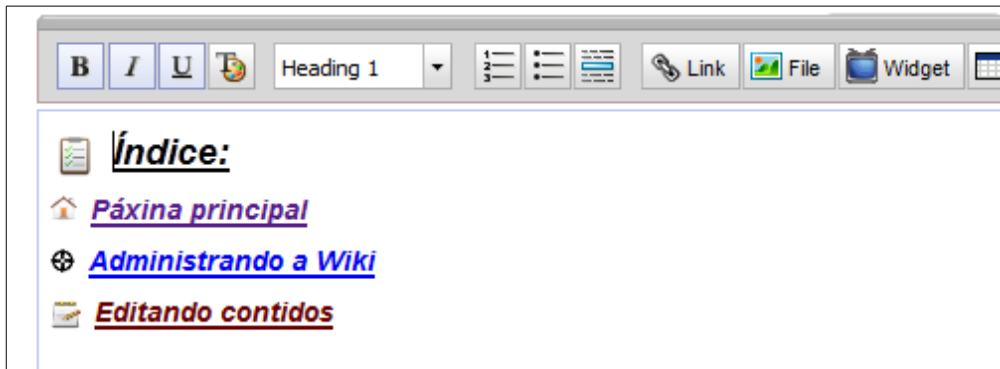 B I U T Heading 1 Link File Widget
Índice:
Páxina principal
Administrando a Wiki
Editando contidos